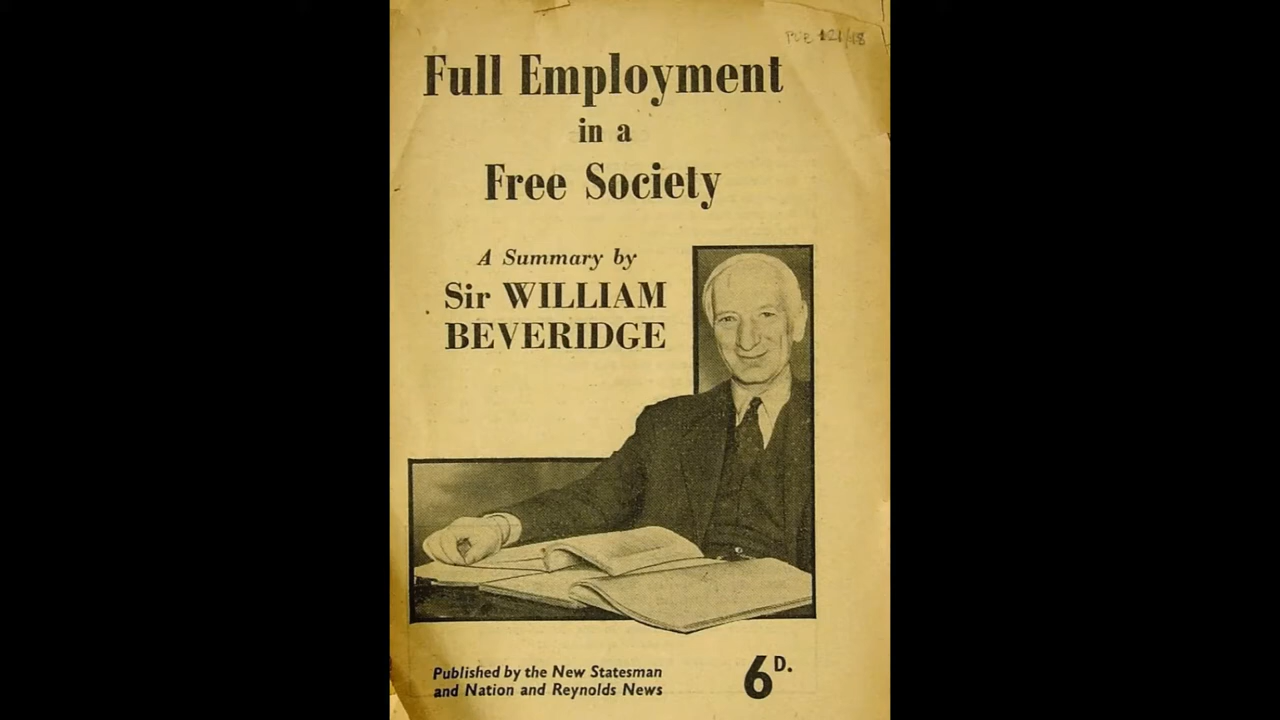 Full Employment
in a
Free Society
A Summary by
Sir WILLIAM
BEVERIDGE
Published by the New Statesman
and Nation and Reynolds News
6D.